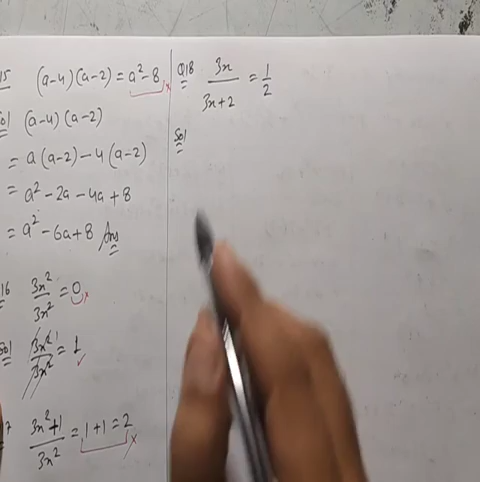 15 (a-4)(a-2) = a²-8 x
Sol (a-4)(a-2)
= a(a-2) - 4(a-2)
= a² - 2a - 4a + 8
= a² - 6a + 8 Ans
16 3x²/3x² = 0 x
Sol 3x²/3x² = 1 ✓
17 3x²+1/3x² = 1+1 = 2 x
Q18 3x/3x+2 = 1/2
Sol